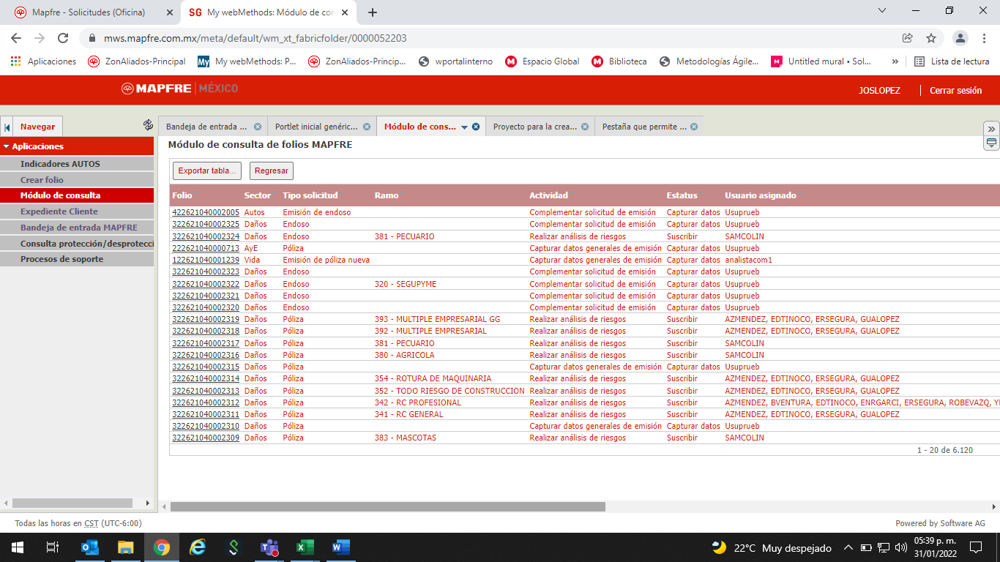 Mapfre - Solicitudes (Oficina)
My webMethods: Módulo de con
mws.mapfre.com.mx/meta/default/wm_xt_fabricfolder/0000052203
Aplicaciones ZonAliados-Principal My webMethods: P... ZonAliados-Princip... wportalinterno Espacio Global Biblioteca Metodologías Ágile... Untitled mural • Sol... » Lista de lectura
MAPFRE | MÉXICO
JOSLOPEZ | Cerrar sesión
Navegar
Bandeja de entrada ... Portlet inicial genéric... Módulo de cons... Proyecto para la crea... Pestaña que permite ...
Aplicaciones
Indicadores AUTOS
Crear folio
Módulo de consulta
Expediente Cliente
Bandeja de entrada MAPFRE
Consulta protección/desprotecci
Procesos de soporte
Módulo de consulta de folios MAPFRE
Exportar tabla... Regresar
Folio Sector Tipo solicitud Ramo Actividad Estatus Usuario asignado
422621040002005 Autos Emisión de endoso Complementar solicitud de emisión Capturar datos Usuprueb
322621040002325 Daños Endoso Complementar solicitud de emisión Capturar datos Usuprueb
322621040002324 Daños Endoso 381 - PECUARIO Realizar análisis de riesgos Suscribir SAMCOLIN
222621040000713 AyE Póliza Capturar datos generales de emisión Capturar datos Usuprueb
122621040001239 Vida Emisión de póliza nueva Capturar datos generales de emisión Capturar datos analistacom1
322621040002323 Daños Endoso Complementar solicitud de emisión Capturar datos Usuprueb
322621040002322 Daños Endoso 320 - SEGUPYME Complementar solicitud de emisión Capturar datos Usuprueb
322621040002321 Daños Endoso Complementar solicitud de emisión Capturar datos Usuprueb
322621040002320 Daños Endoso Complementar solicitud de emisión Capturar datos Usuprueb
322621040002319 Daños Póliza 393 - MULTIPLE EMPRESARIAL GG Realizar análisis de riesgos Suscribir AZMENDEZ, EDTINOCO, ERSEGURA, GUALOPEZ
322621040002318 Daños Póliza 392 - MULTIPLE EMPRESARIAL Realizar análisis de riesgos Suscribir AZMENDEZ, EDTINOCO, ERSEGURA, GUALOPEZ
322621040002317 Daños Póliza 381 - PECUARIO Realizar análisis de riesgos Suscribir SAMCOLIN
322621040002316 Daños Póliza 380 - AGRICOLA Realizar análisis de riesgos Suscribir SAMCOLIN
322621040002315 Daños Póliza Capturar datos generales de emisión Capturar datos Usuprueb
322621040002314 Daños Póliza 354 - ROTURA DE MAQUINARIA Realizar análisis de riesgos Suscribir AZMENDEZ, EDTINOCO, ERSEGURA, GUALOPEZ
322621040002313 Daños Póliza 352 - TODO RIESGO DE CONSTRUCCION Realizar análisis de riesgos Suscribir AZMENDEZ, EDTINOCO, ERSEGURA, GUALOPEZ
322621040002312 Daños Póliza 342 - RC PROFESIONAL Realizar análisis de riesgos Suscribir AZMENDEZ, BVENTURA, EDTINOCO, ENRGARCI, ERSEGURA, ROBEVAZQ,
322621040002311 Daños Póliza 341 - RC GENERAL Realizar análisis de riesgos Suscribir AZMENDEZ, EDTINOCO, ERSEGURA, GUALOPEZ
322621040002310 Daños Póliza Capturar datos generales de emisión Capturar datos Usuprueb
322621040002309 Daños Póliza 383 - MASCOTAS Realizar análisis de riesgos Suscribir SAMCOLIN
1 - 20 de 6.120
Todas las horas en CST (UTC-6:00)
Powered by Software AG
22°C Muy despejado
05:39 p. m.
31/01/2022